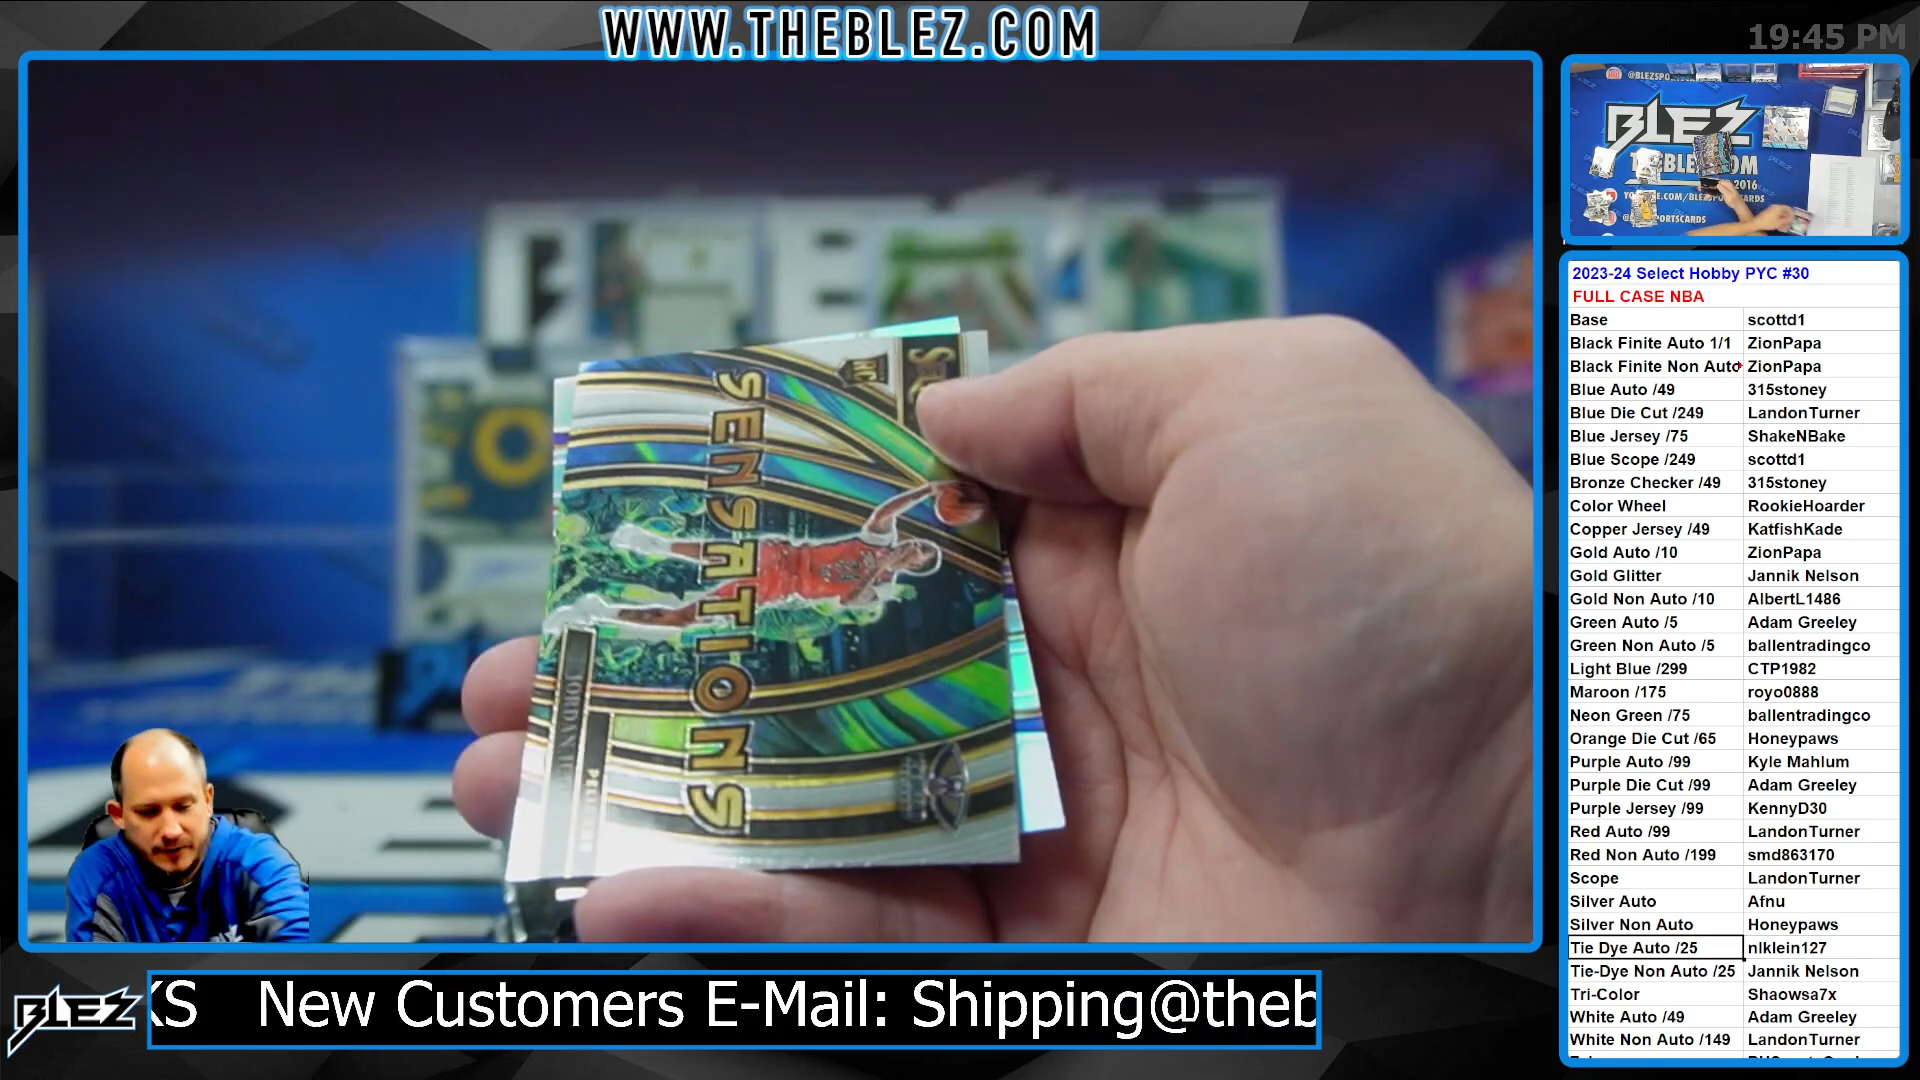 WWW.THEBLEZ.COM
19:45 PM
@BLEZSPO
BLEZ
2016
2023-24 Select Hobby PYC #30
FULL CASE NBA
Base scottd1
Black Finite Auto 1/1 ZionPapa
Black Finite Non Auto ZionPapa
Blue Auto /49 315stoney
Blue Die Cut /249 LandonTurner
Blue Jersey /75 ShakeNBake
Blue Scope /249 scottd1
Bronze Checker /49 315stoney
Color Wheel RookieHoarder
Copper Jersey /49 KatfishKade
Gold Auto /10 ZionPapa
Gold Glitter Jannik Nelson
Gold Non Auto /10 AlbertL1486
Green Auto /5 Adam Greeley
Green Non Auto /5 ballentradingco
Light Blue /299 CTP1982
Maroon /175 royo0888
Neon Green /75 ballentradingco
Orange Die Cut /65 Honeypaws
Purple Auto /99 Kyle Mahlum
Purple Die Cut /99 Adam Greeley
Purple Jersey /99 KennyD30
Red Auto /99 LandonTurner
Red Non Auto /199 smd863170
Scope LandonTurner
Silver Auto Afnu
Silver Non Auto Honeypaws
Tie Dye Auto /25 nlklein127
Tie-Dye Non Auto /25 Jannik Nelson
Tri-Color Shaowsa7x
White Auto /49 Adam Greeley
White Non Auto /149 LandonTurner
RC
SENSATIONS
BLEZ
KS New Customers E-Mail: Shipping@theb